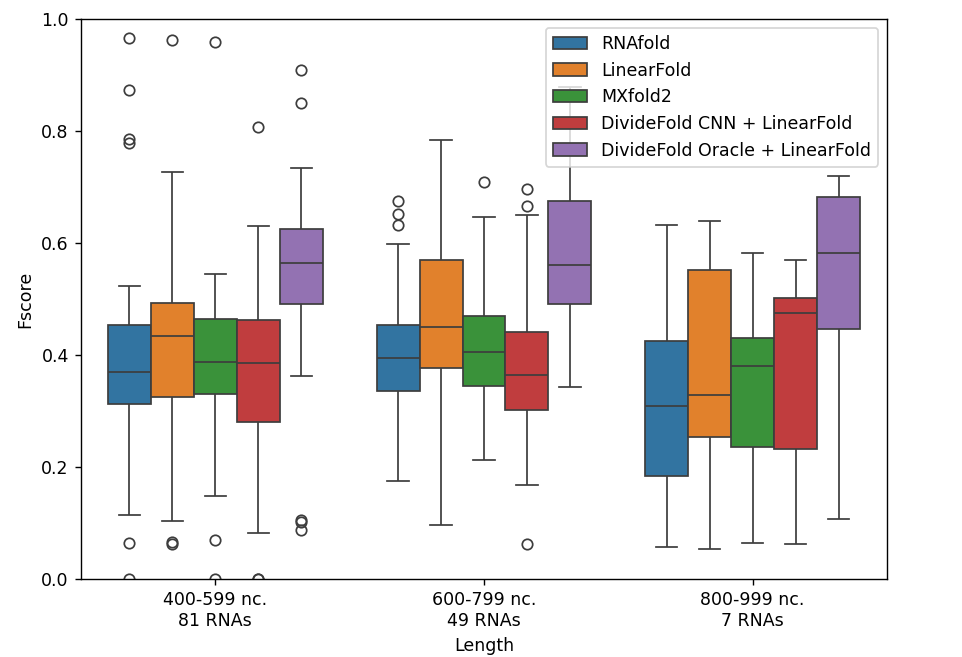 1.0
0.8
0.6
0.4
0.2
0.0
Fscore
RNAfold
LinearFold
MXfold2
DivideFold CNN + LinearFold
DivideFold Oracle + LinearFold
400-599 nc.
81 RNAs
600-799 nc.
49 RNAs
800-999 nc.
7 RNAs
Length